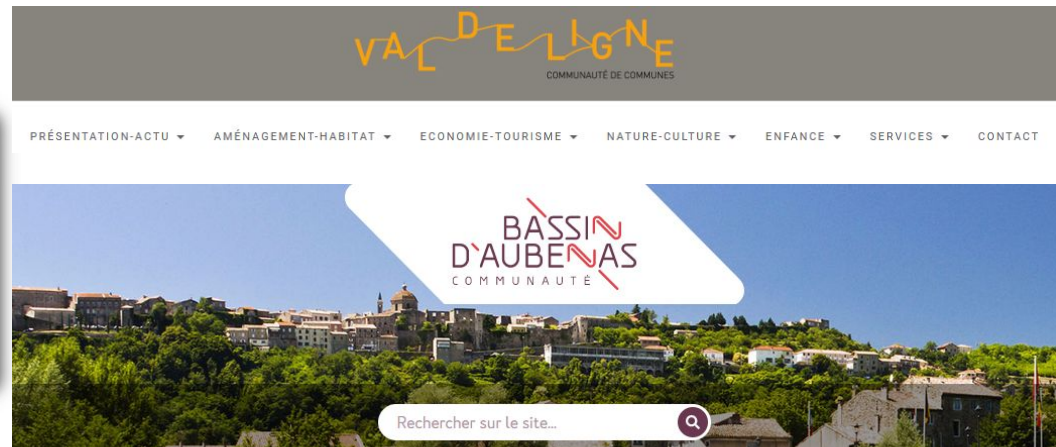 VAL DE LIGNE
COMMUNAUTÉ DE COMMUNES
PRÉSENTATION-ACTU AMÉNAGEMENT-HABITAT ECONOMIE-TOURISME NATURE-CULTURE ENFANCE SERVICES CONTACT
BASSIN
D'AUBENAS
COMMUNAUTÉ
Rechercher sur le site...